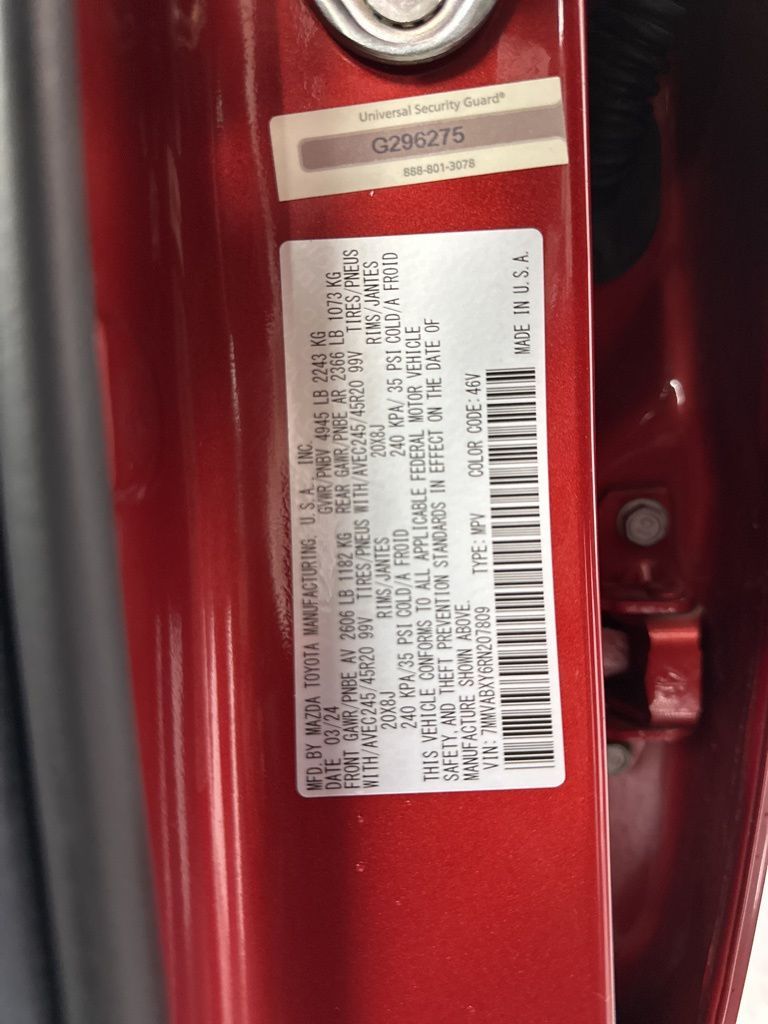 Universal Security Guard®
G296275
888-801-3078
MFD. BY MAZDA TOYOTA MANUFACTURING, U.S.A., INC.
DATE 03/24 GVWR/PNBV 4945 LB 2243 KG
FRONT GAWR/PNBE AV 2606 LB 1182 KG REAR GAWR/PNBE AR 2366 LB 1073 KG
WITH/AVEC245/45R20 99V TIRES/PNEUS WITH/AVEC245/45R20 99V TIRES/PNEUS
20X8J RIMS/JANTES 20X8J RIMS/JANTES
240 KPA/35 PSI COLD/A FROID 240 KPA/ 35 PSI COLD/A FROID
THIS VEHICLE CONFORMS TO ALL APPLICABLE FEDERAL MOTOR VEHICLE
SAFETY, AND THEFT PREVENTION STANDARDS IN EFFECT ON THE DATE OF
MANUFACTURE SHOWN ABOVE.
VIN: 7MMVABXY6RN207809 TYPE: MPV COLOR CODE: 46V
MADE IN U.S.A.